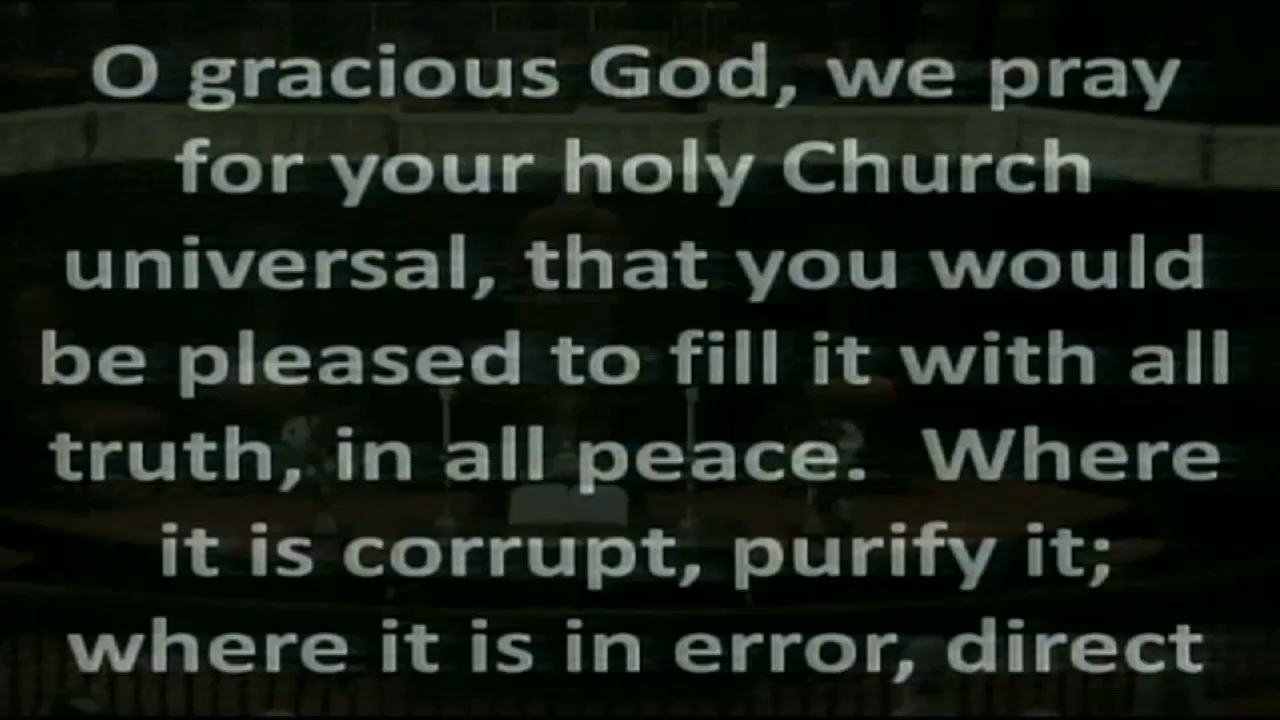 O gracious God, we pray
for your holy Church
universal, that you would
be pleased to fill it with all
truth, in all peace.  Where
it is corrupt, purify it;
where it is in error, direct